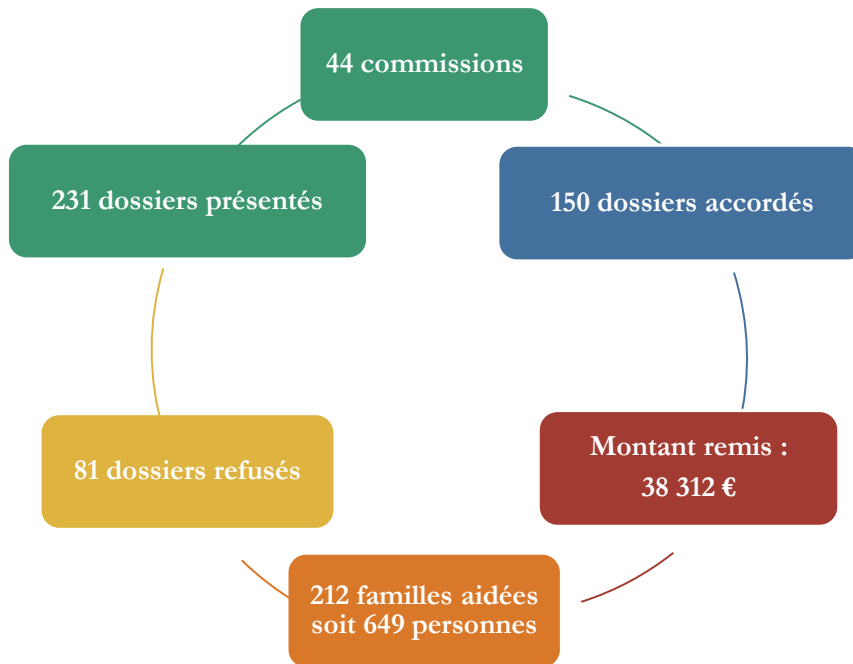 44 commissions
231 dossiers présentés
150 dossiers accordés
81 dossiers refusés
Montant remis :
38 312 €
212 familles aidées
soit 649 personnes